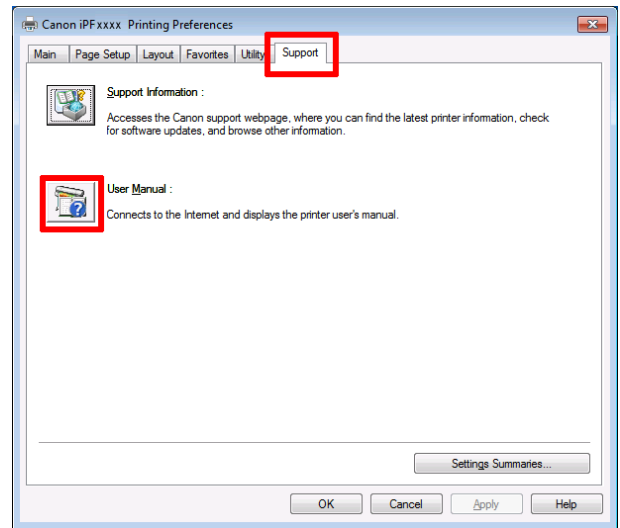 Canon iPFxxxx Printing Preferences
Main Page Setup Layout Favorites Utility Support
Support Information :
Accesses the Canon support webpage, where you can find the latest printer information, check
for software updates, and browse other information.
User Manual :
Connects to the Internet and displays the printer user's manual.
Settings Summaries...
OK Cancel Apply Help